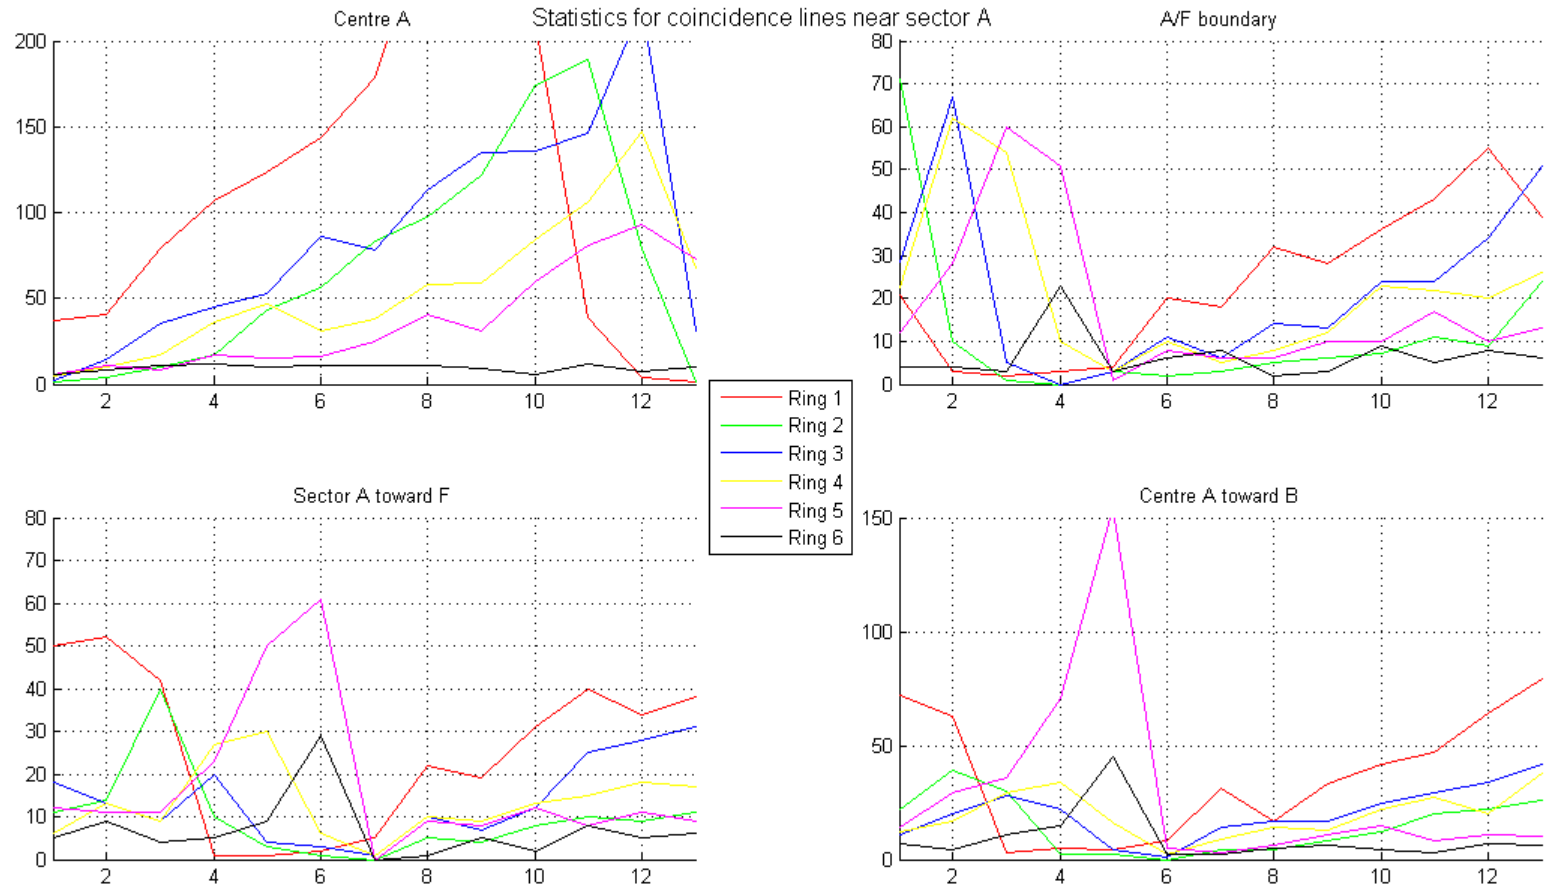 Statistics for coincidence lines near sector A
Centre A
200
150
100
50
0
2 4 6 8 10 12
A/F boundary
80
70
60
50
40
30
20
10
0
2 4 6 8 10 12
Ring 1
Ring 2
Ring 3
Ring 4
Ring 5
Ring 6
Sector A toward F
80
70
60
50
40
30
20
10
0
2 4 6 8 10 12
Centre A toward B
150
100
50
0
2 4 6 8 10 12